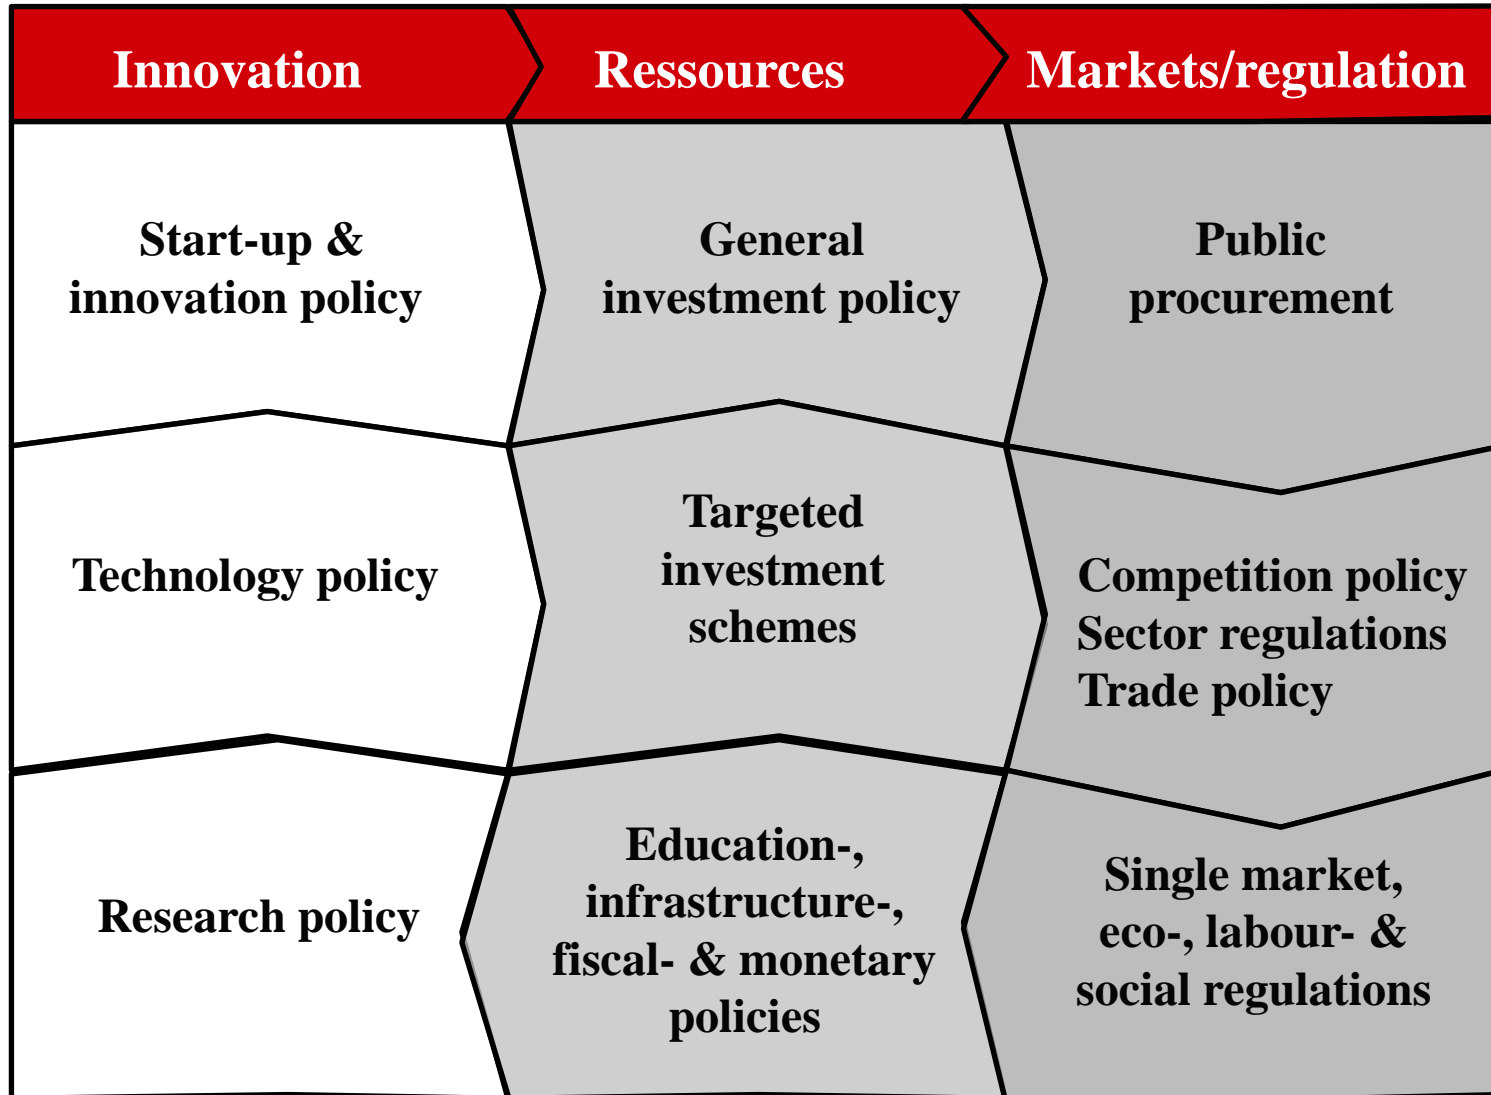 Innovation
Ressources
Markets/regulation
Start-up &
innovation policy
General
investment policy
Public
procurement
Technology policy
Targeted
investment
schemes
Competition policy
Sector regulations
Trade policy
Research policy
Education-,
infrastructure-,
fiscal- & monetary
policies
Single market,
eco-, labour- &
social regulations